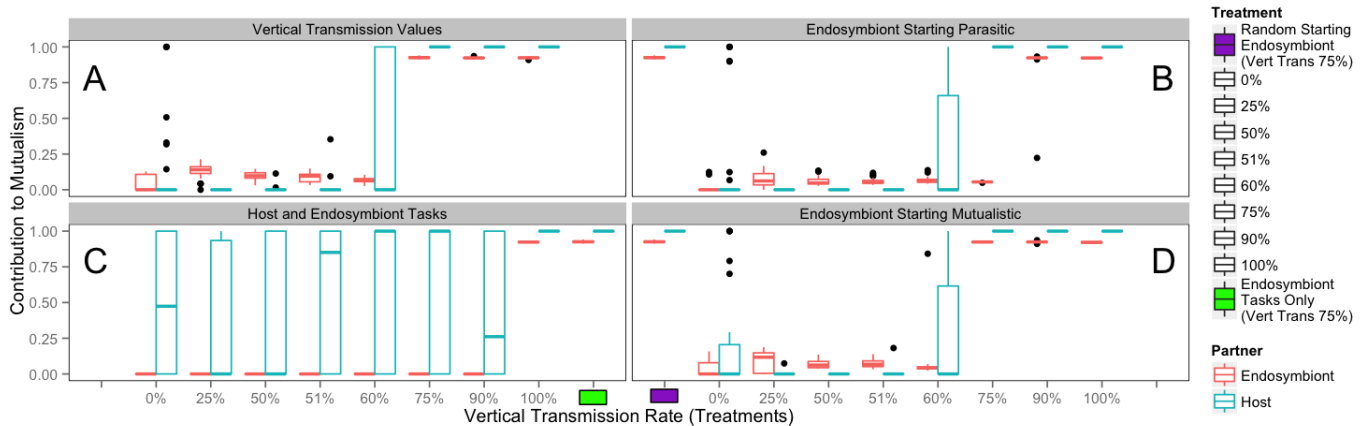 Vertical Transmission Values
Endosymbiont Starting Parasitic
A
B
1.00
0.75
0.50
0.25
0.00
Host and Endosymbiont Tasks
Endosymbiont Starting Mutualistic
C
D
1.00
0.75
0.50
0.25
0.00
Contribution to Mutualism
0% 25% 50% 51% 60% 75% 90% 100%
0% 25% 50% 51% 60% 75% 90% 100%
Vertical Transmission Rate (Treatments)
Treatment
Random Starting
Endosymbiont
(Vert Trans 75%)
0%
25%
50%
51%
60%
75%
90%
100%
Endosymbiont
Tasks Only
(Vert Trans 75%)
Partner
Endosymbiont
Host